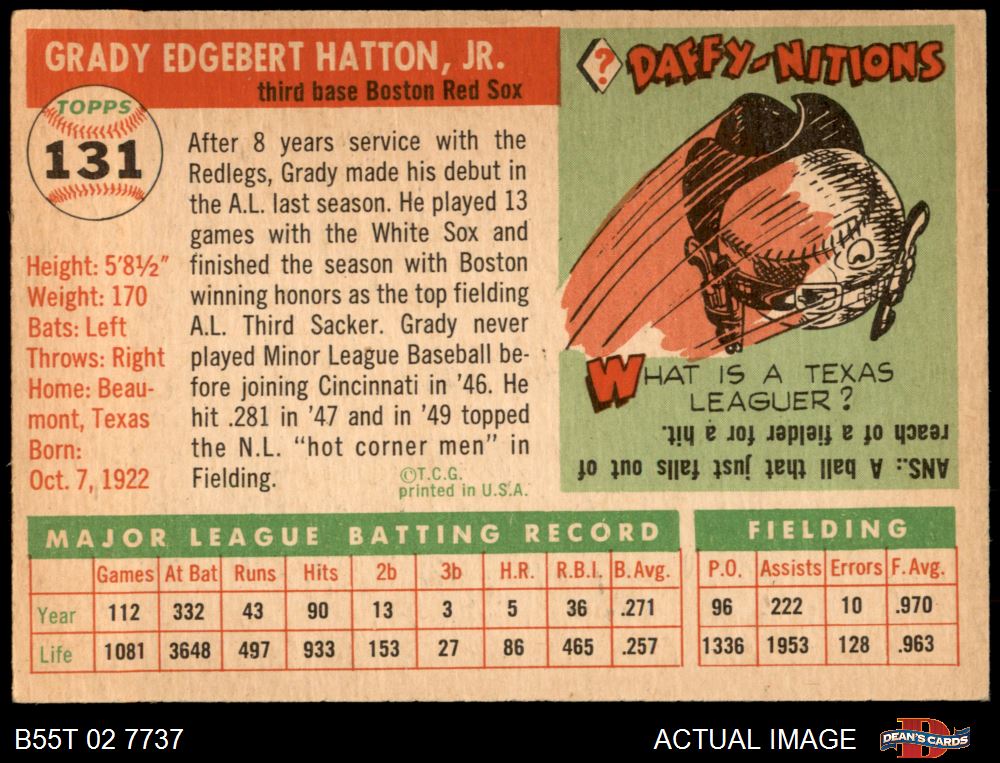 GRADY EDGEBERT HATTON, JR.
third base Boston Red Sox
TOPPS
131
Height: 5'8½"
Weight: 170
Bats: Left
Throws: Right
Home: Beau-
mont, Texas
Born:
Oct. 7, 1922
After 8 years service with the
Redlegs, Grady made his debut in
the A.L. last season. He played 13
games with the White Sox and
finished the season with Boston
winning honors as the top fielding
A.L. Third Sacker. Grady never
played Minor League Baseball be-
fore joining Cincinnati in '46. He
hit .281 in '47 and in '49 topped
the N.L. "hot corner men" in
Fielding.
©T.C.G.
printed in U.S.A.
? DAFFY-NITIONS
WHAT IS A TEXAS
LEAGUER?
ANS.: A ball that just falls out of
reach of a fielder for a hit.
MAJOR LEAGUE BATTING RECORD
Games At Bat Runs Hits 2b 3b H.R. R.B.I. B.Avg.
Year 112 332 43 90 13 3 5 36 .271
Life 1081 3648 497 933 153 27 86 465 .257
FIELDING
P.O. Assists Errors F.Avg.
96 222 10 .970
1336 1953 128 .963
B55T 02 7737
ACTUAL IMAGE
D
DEAN'S CARDS